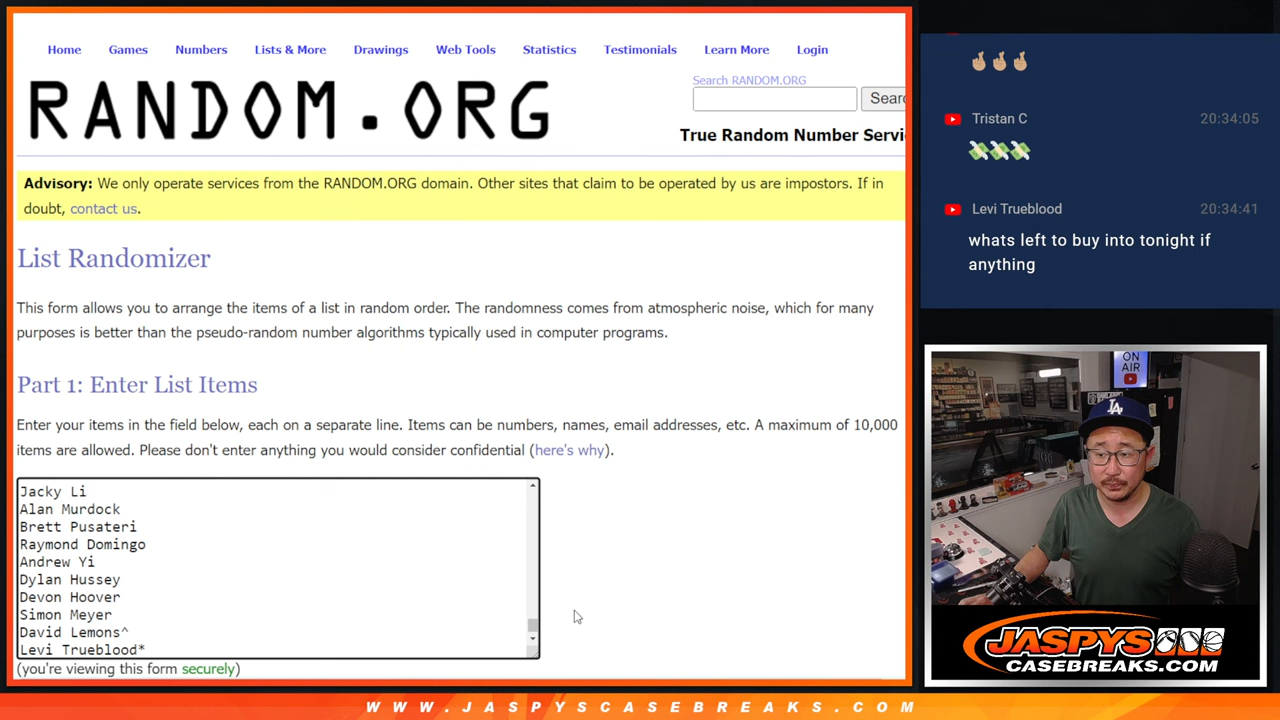 Home Games Numbers Lists & More Drawings Web Tools Statistics Testimonials Learn More Login
RANDOM.ORG
Search RANDOM.ORG
Searc
True Random Number Servi
Advisory: We only operate services from the RANDOM.ORG domain. Other sites that claim to be operated by us are impostors. If in
doubt, contact us.
List Randomizer
This form allows you to arrange the items of a list in random order. The randomness comes from atmospheric noise, which for many
purposes is better than the pseudo-random number algorithms typically used in computer programs.
Part 1: Enter List Items
Enter your items in the field below, each on a separate line. Items can be numbers, names, email addresses, etc. A maximum of 10,000
items are allowed. Please don't enter anything you would consider confidential (here's why).
Jacky Li
Alan Murdock
Brett Pusateri
Raymond Domingo
Andrew Yi
Dylan Hussey
Devon Hoover
Simon Meyer
David Lemons^
Levi Trueblood*
(you're viewing this form securely)
Tristan C 20:34:05
Levi Trueblood 20:34:41
whats left to buy into tonight if
anything
ON
AIR
LA
JASPYS
CASEBREAKS.COM
WWW.JASPYSCASEBREAKS.COM